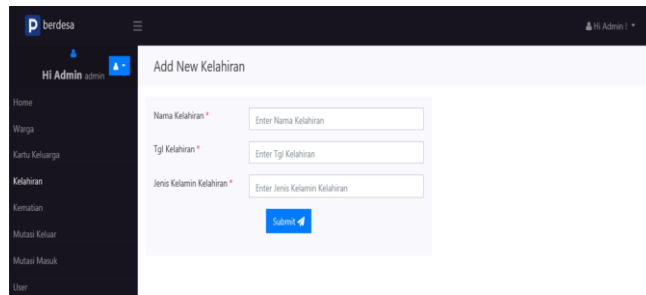 berdesa
Hi Admin !
Hi Admin admin
Add New Kelahiran
Home
Warga
Kartu Keluarga
Kelahiran
Kematian
Mutasi Keluar
Mutasi Masuk
User
Nama Kelahiran *
Enter Nama Kelahiran
Tgl Kelahiran *
Enter Tgl Kelahiran
Jenis Kelamin Kelahiran *
Enter Jenis Kelamin Kelahiran
Submit